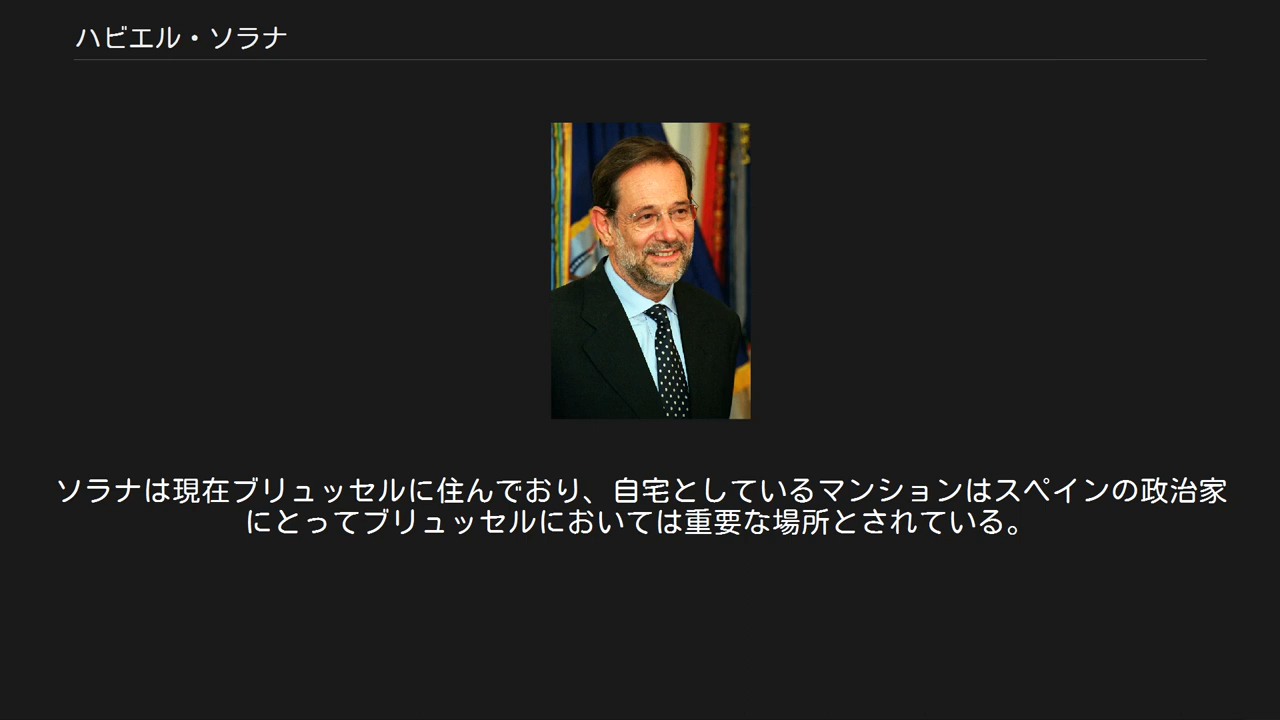 ハビエル・ソラナ
ソラナは現在ブリュッセルに住んでおり、自宅としているマンションはスペインの政治家
にとってブリュッセルにおいては重要な場所とされている。